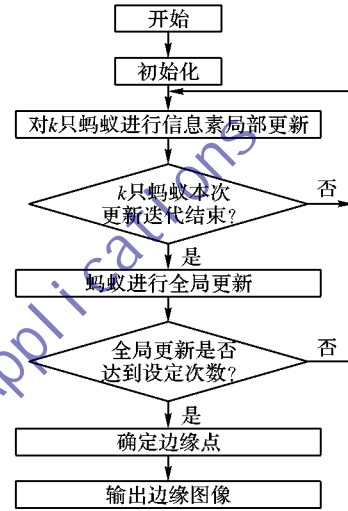 开始
初始化
对k只蚂蚁进行信息素局部更新
k只蚂蚁本次
更新迭代结束?
否
是
蚂蚁进行全局更新
全局更新是否
达到设定次数?
否
是
确定边缘点
输出边缘图像
Applications